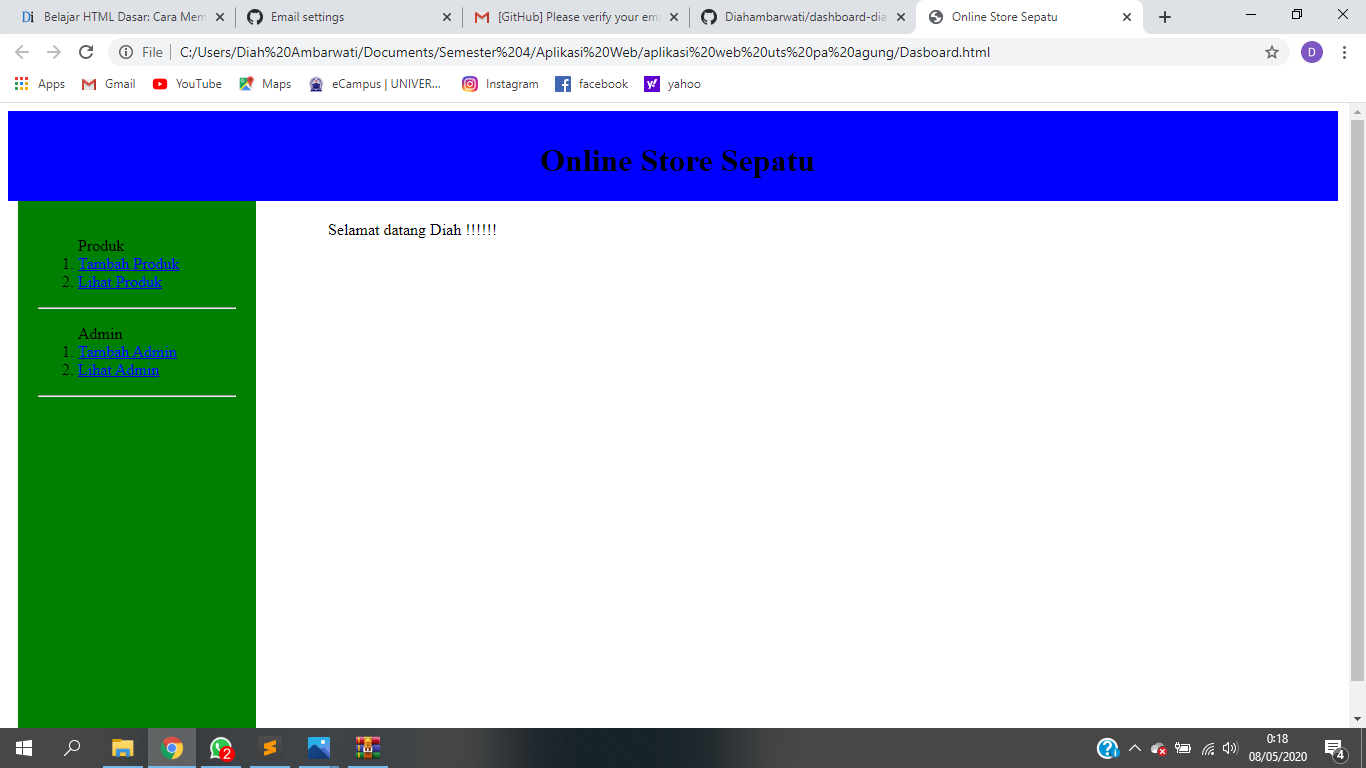 Belajar HTML Dasar: Cara Mem
Email settings
[GitHub] Please verify your ema
Diahambarwati/dashboard-dia
Online Store Sepatu
File
C:/Users/Diah%20Ambarwati/Documents/Semester%204/Aplikasi%20Web/aplikasi%20web%20uts%20pa%20agung/Dasboard.html
D
Apps
Gmail
YouTube
Maps
eCampus | UNIVER...
Instagram
facebook
yahoo
Online Store Sepatu
Selamat datang Diah !!!!!!
Produk
1. Tambah Produk
2. Lihat Produk
Admin
1. Tambah Admin
2. Lihat Admin
2
0:18
08/05/2020
4